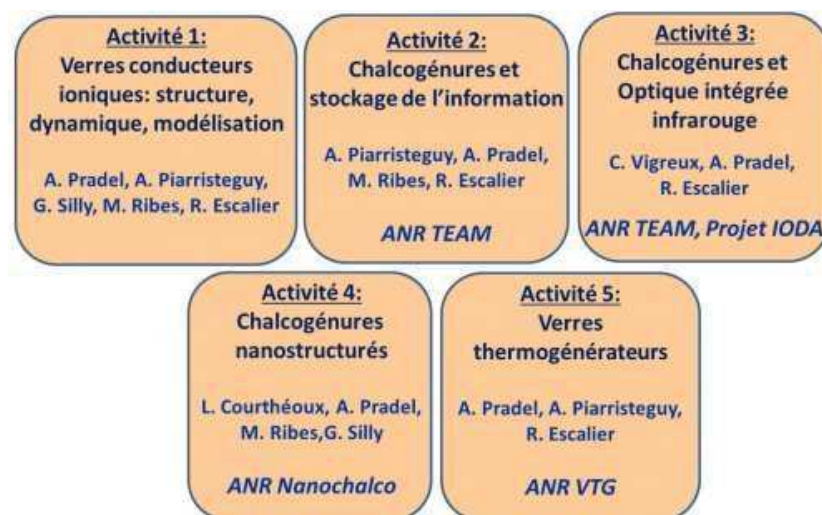 Activité 1:
Verres conducteurs
ioniques: structure,
dynamique, modélisation
A. Pradel, A. Piarristeguy,
G. Silly, M. Ribes, R. Escalier
Activité 2:
Chalcogénures et
stockage de l’information
A. Piarristeguy, A. Pradel,
M. Ribes, R. Escalier
ANR TEAM
Activité 3:
Chalcogénures et
Optique intégrée
infrarouge
C. Vigreux, A. Pradel,
R. Escalier
ANR TEAM, Projet IODA
Activité 4:
Chalcogénures
nanostructurés
L. Courthéoux, A. Pradel,
M. Ribes,G. Silly
ANR Nanochalco
Activité 5:
Verres
thermogénérateurs
A. Pradel, A. Piarristeguy,
R. Escalier
ANR VTG